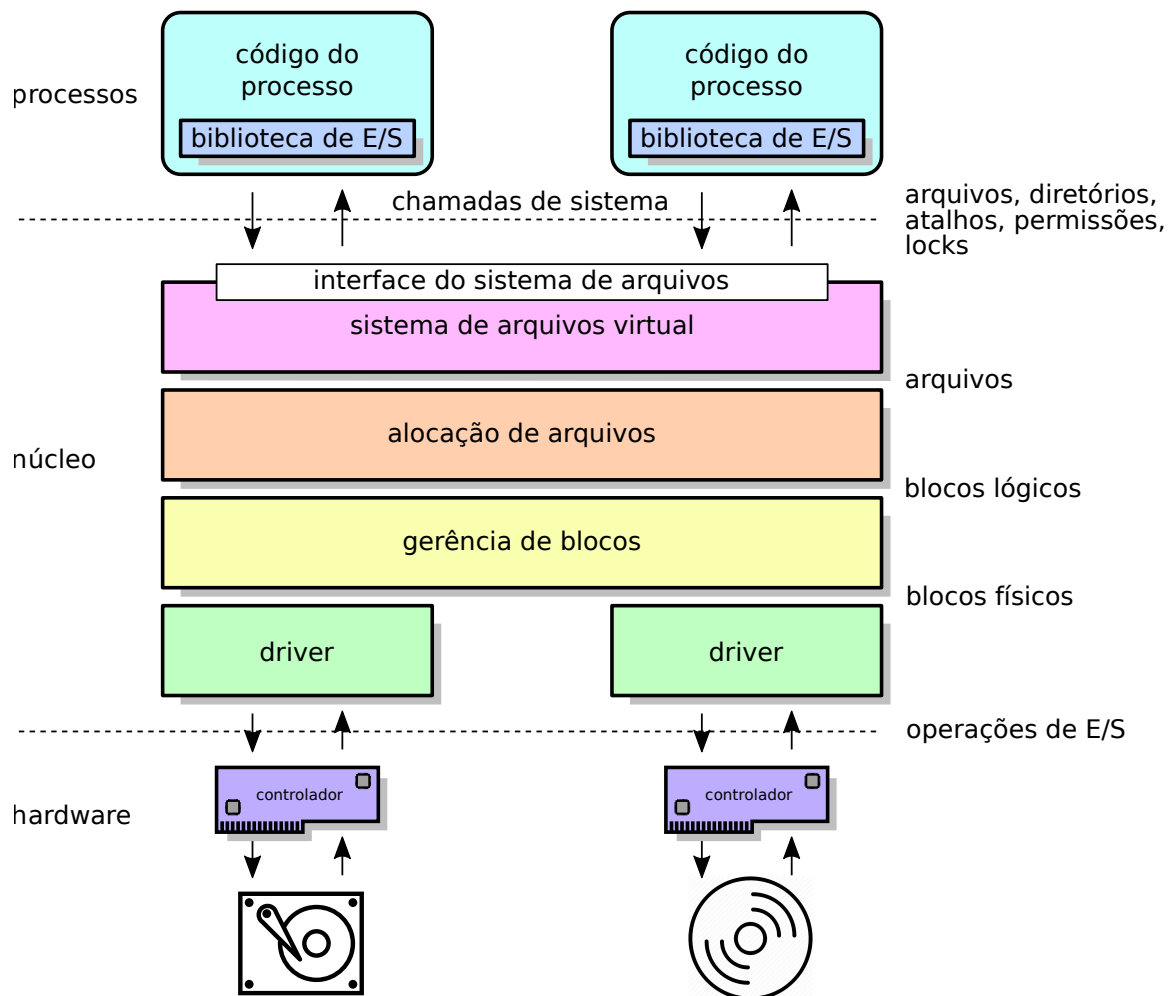 código do
processo
biblioteca de E/S
código do
processo
biblioteca de E/S
processos
chamadas de sistema
arquivos, diretórios,
atalhos, permissões,
locks
interface do sistema de arquivos
sistema de arquivos virtual
arquivos
alocação de arquivos
núcleo
blocos lógicos
gerência de blocos
blocos físicos
driver
driver
operações de E/S
controlador
controlador
hardware